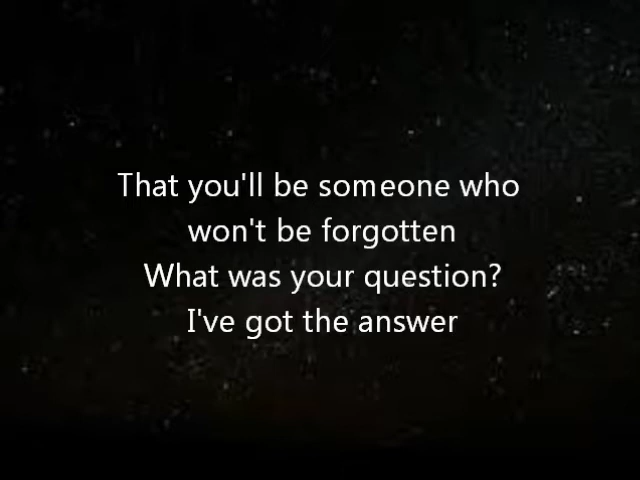 That you'll be someone who
won't be forgotten
What was your question?
I've got the answer